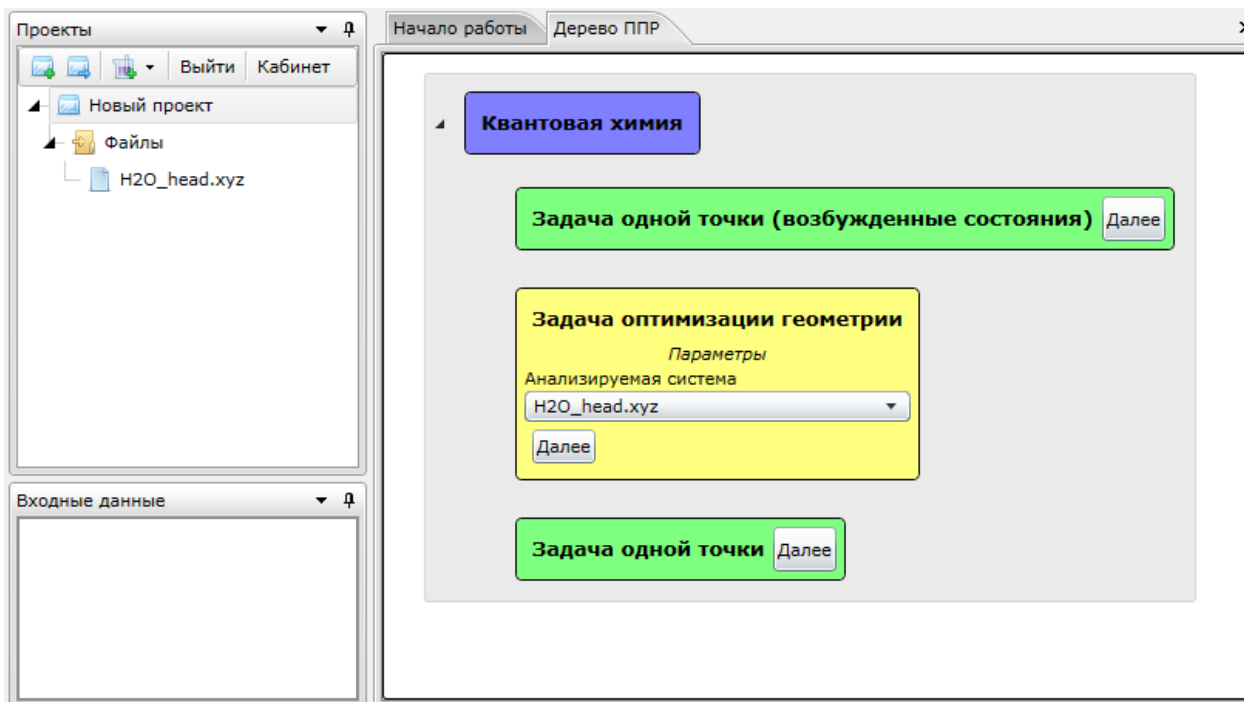 Проекты
Выйти Кабинет
Новый проект
Файлы
H2O_head.xyz
Входные данные
Начало работы Дерево ППР
Квантовая химия
Задача одной точки (возбужденные состояния) Далее
Задача оптимизации геометрии
Параметры
Анализируемая система
H2O_head.xyz
Далее
Задача одной точки Далее